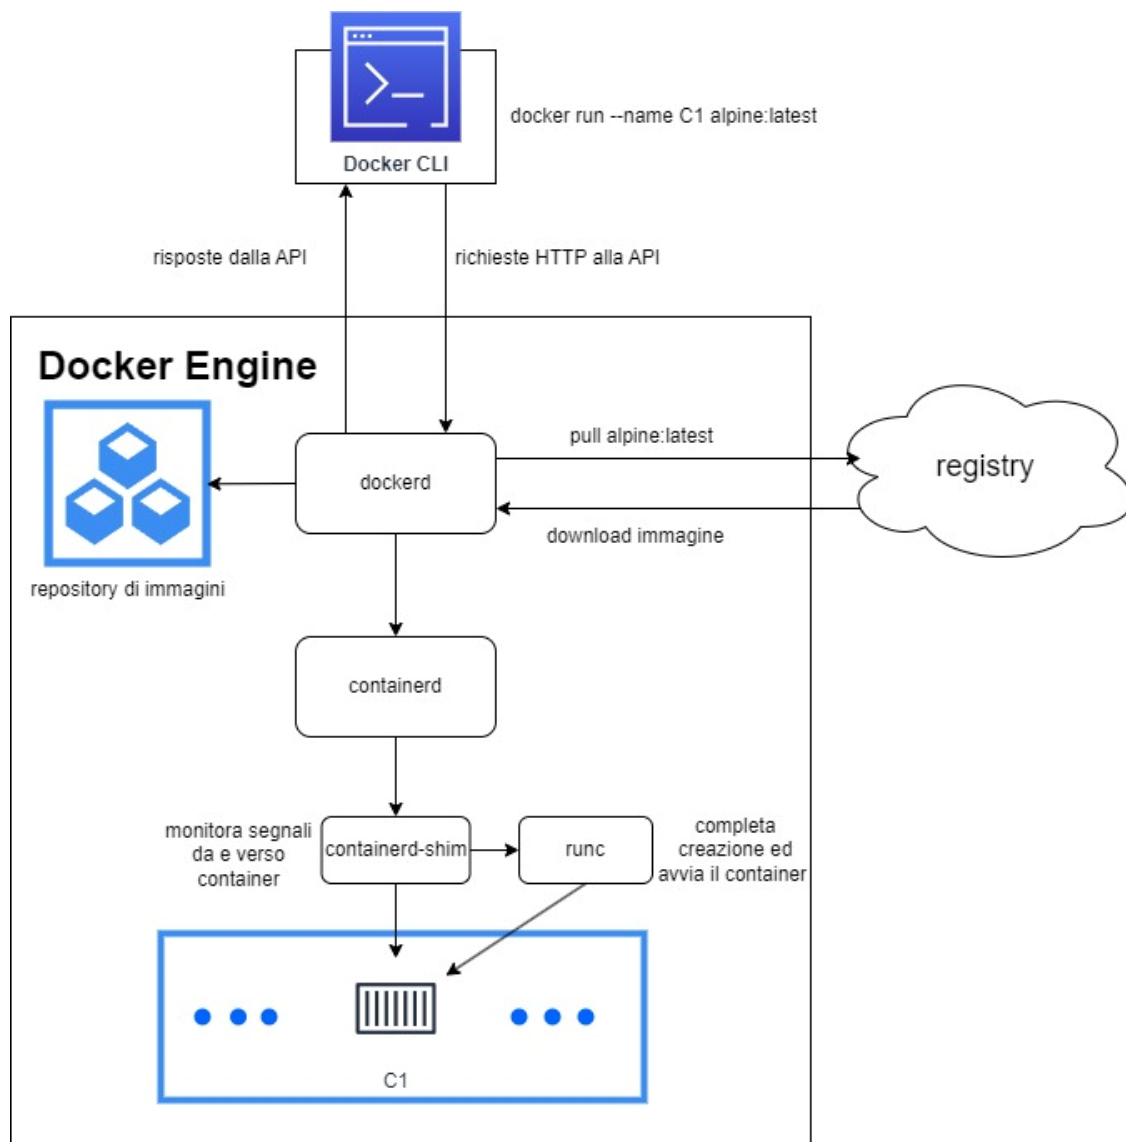 docker run --name C1 alpine:latest
Docker CLI
risposte dalla API
richieste HTTP alla API
Docker Engine
pull alpine:latest
registry
dockerd
download immagine
repository di immagini
containerd
monitora segnali
da e verso
container
containerd-shim
runc
completa
creazione ed
avvia il container
C1